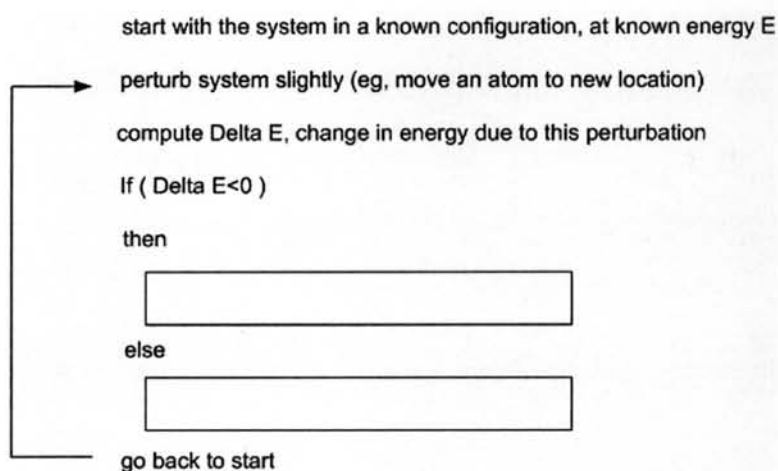 start with the system in a known configuration, at known energy E
perturb system slightly (eg, move an atom to new location)
compute Delta E, change in energy due to this perturbation
If ( Delta E<0 )
then
else
go back to start